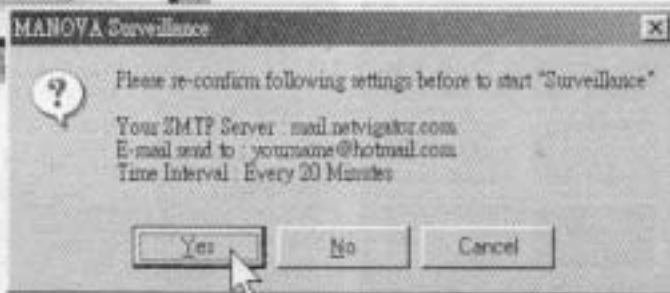 MANOVA Surveillance
Please re-confirm following settings before to start "Surveillance"
Your SMTP Server : mail.netvigator.com
E-mail send to : yourname@hotmail.com
Time Interval : Every 20 Minutes
Yes No Cancel